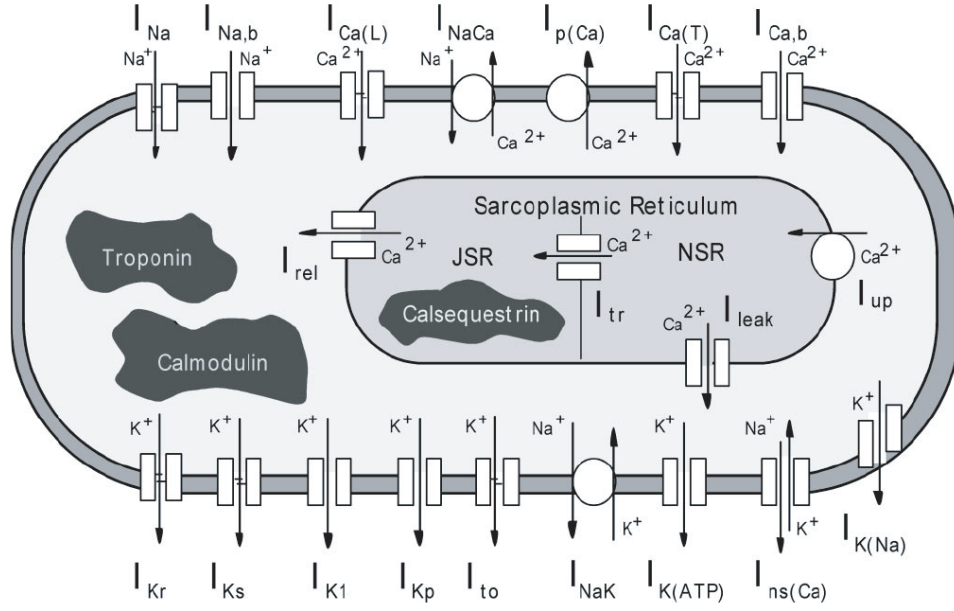 I Na I Na,b I Ca(L) I NaCa I p(Ca) I Ca(T) I Ca,b
Na+ Na+ Ca2+ Na+ Ca2+ Ca2+
Ca2+ Ca2+
Sarcoplasmic Reticulum
Troponin
I rel
Ca2+
JSR
Ca2+
NSR
Ca2+
I up
Calsequestrin
I tr
Ca2+
I leak
Calmodulin
K+ K+ K+ K+ K+ Na+ K+ Na+ K+
K+ K+
I Kr I Ks I K1 I Kp I to I NaK I K(ATP) I ns(Ca) I K(Na)